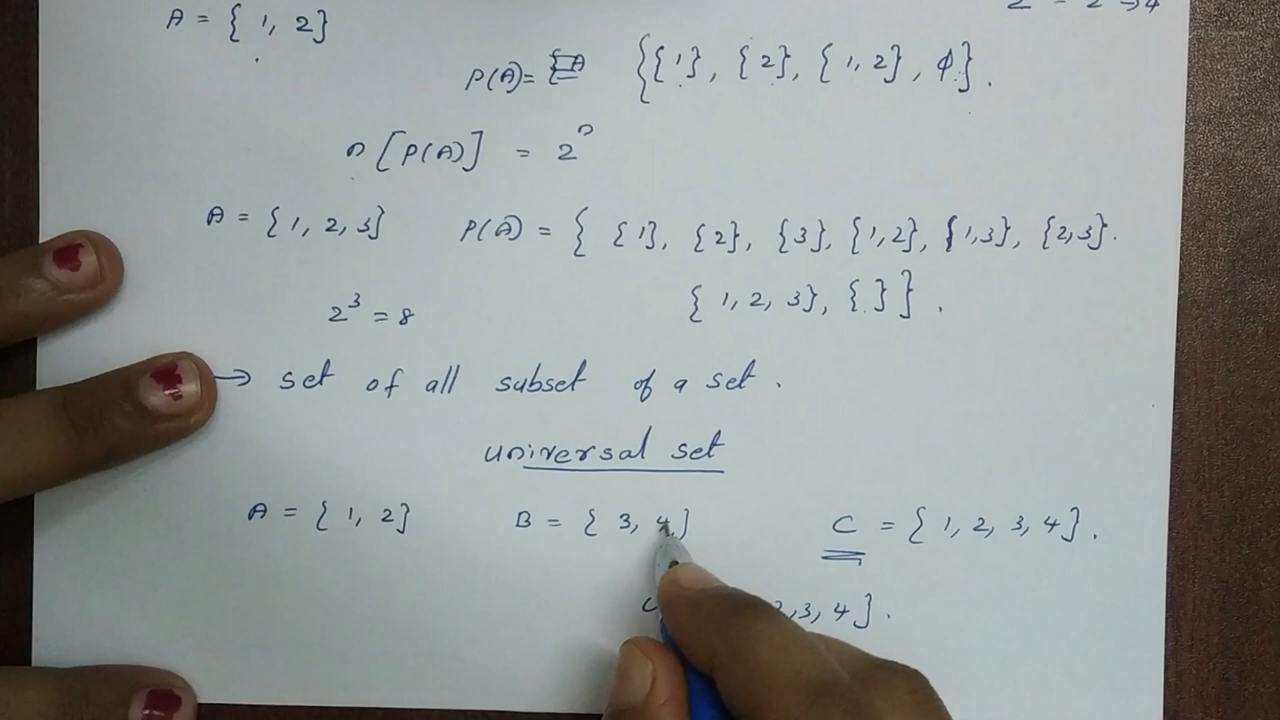 A = { 1, 2}
P(A) = {{1}, {2}, {1, 2}, ϕ}.
n [P(A)] = 2ⁿ
A = { 1, 2, 3} P(A) = { {1}, {2}, {3}, {1,2}, {1,3}, {2,3}.
2³ = 8 { 1, 2, 3}, { } } .
→ set of all subset of a set .
universal set
A = { 1, 2} B = { 3, 4} C = { 1, 2, 3, 4} .
,3, 4 } .